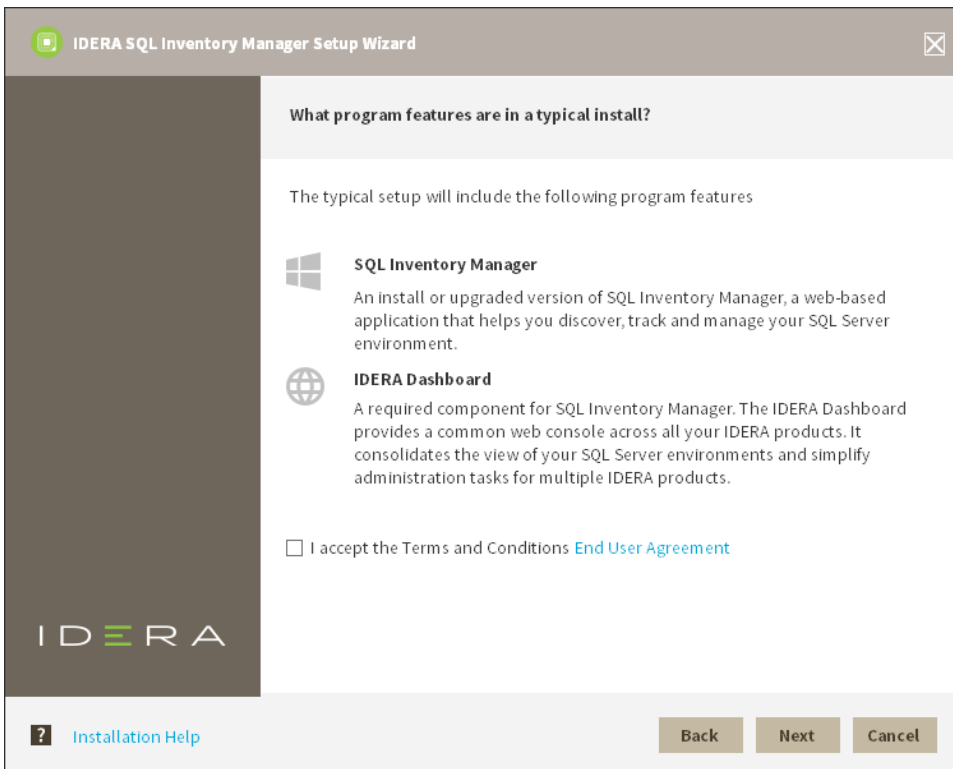 IDERA SQL Inventory Manager Setup Wizard
What program features are in a typical install?
The typical setup will include the following program features
SQL Inventory Manager
An install or upgraded version of SQL Inventory Manager, a web-based
application that helps you discover, track and manage your SQL Server
environment.
IDERA Dashboard
A required component for SQL Inventory Manager. The IDERA Dashboard
provides a common web console across all your IDERA products. It
consolidates the view of your SQL Server environments and simplify
administration tasks for multiple IDERA products.
I accept the Terms and Conditions End User Agreement
IDERA
? Installation Help
Back Next Cancel